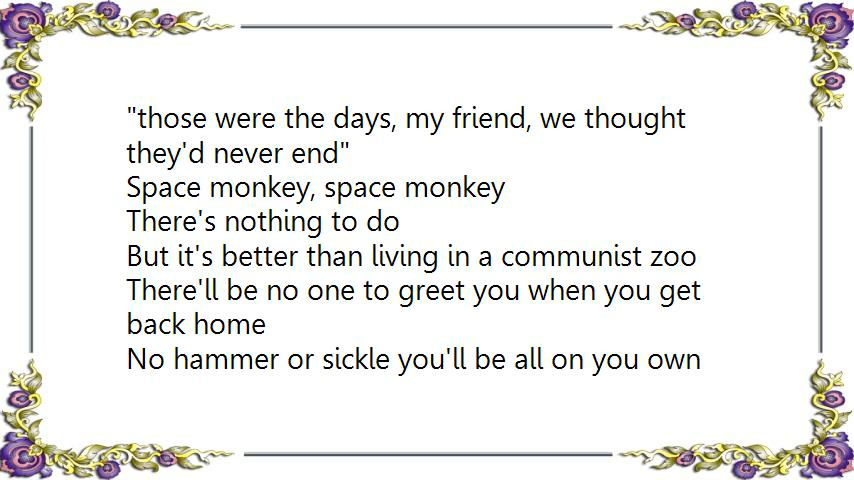 "those were the days, my friend, we thought
they'd never end"
Space monkey, space monkey
There's nothing to do
But it's better than living in a communist zoo
There'll be no one to greet you when you get
back home
No hammer or sickle you'll be all on you own